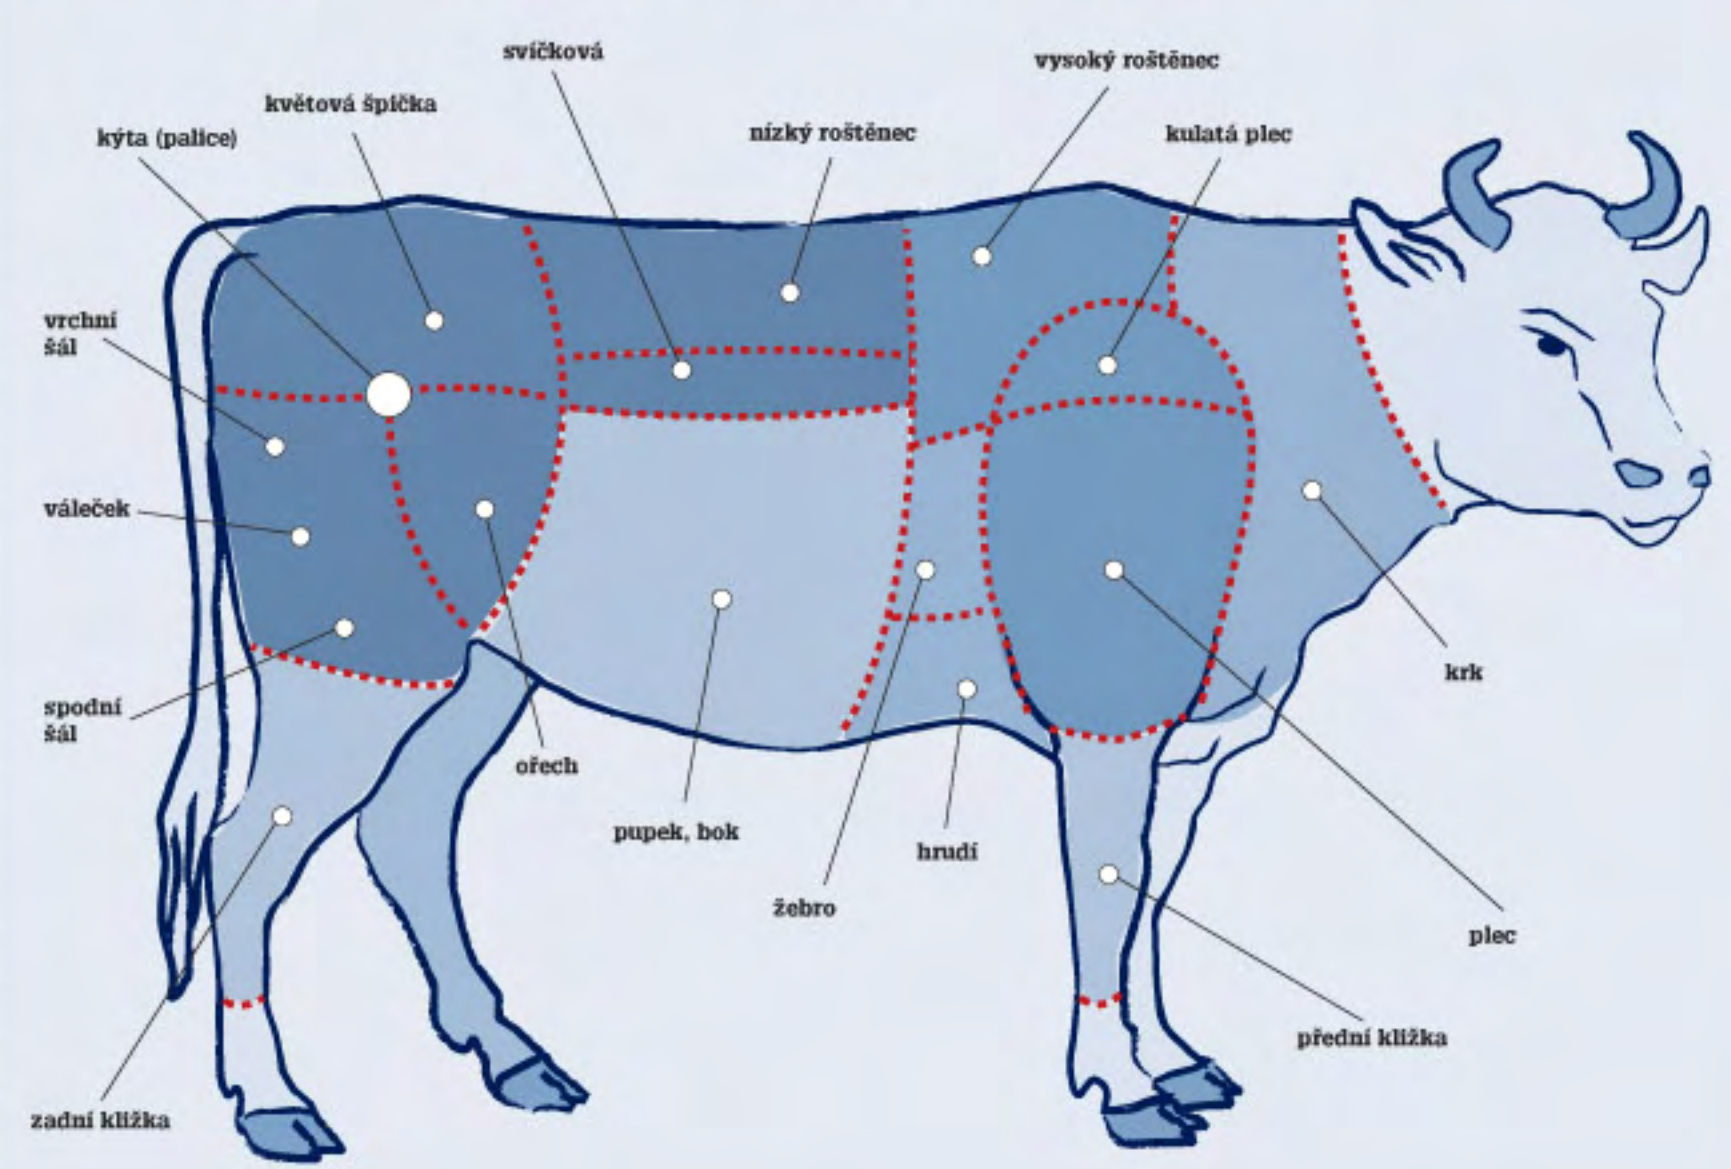 svíčková
vysoký roštěnec
květová špička
kýta (palice)
nízký roštěnec
kulatá plec
vrchní
šál
váleček
spodní
šál
krk
ořech
pupek, bok
hrudí
žebro
plec
přední kližka
zadní kližka